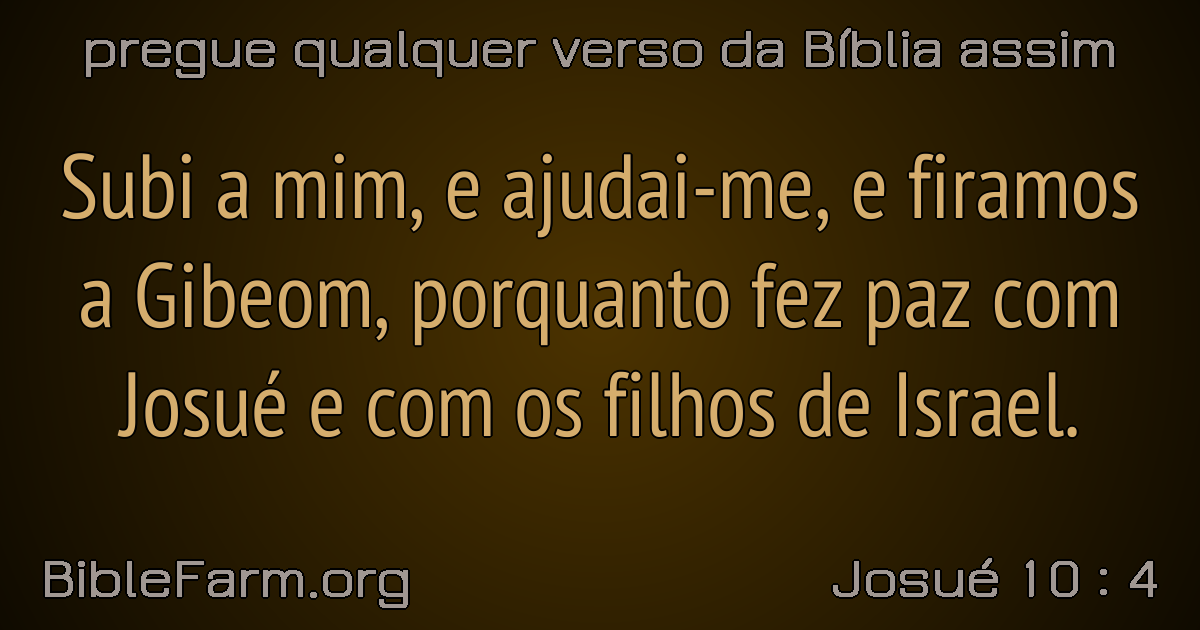 pregue qualquer verso da Bíblia assim
Subi a mim, e ajudai-me, e firamos
a Gibeom, porquanto fez paz com
Josué e com os filhos de Israel.
BibleFarm.org
Josué 10 : 4